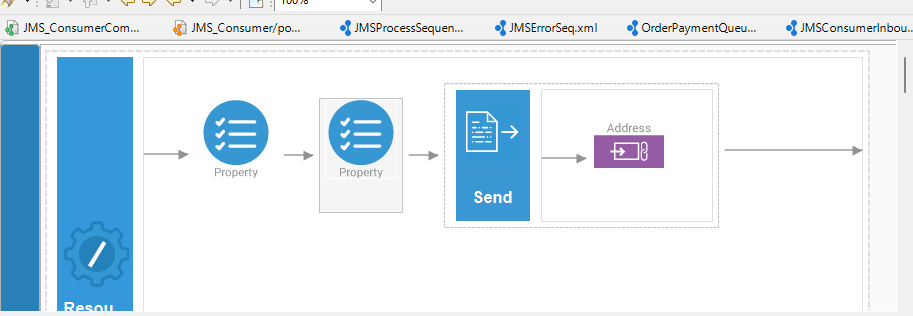 100%
JMS_ConsumerCom...
JMS_Consumer/po...
JMSProcessSequen...
JMSErrorSeq.xml
OrderPaymentQueu...
JMSConsumerInbou...
Address
Property
Property
Send
Resou